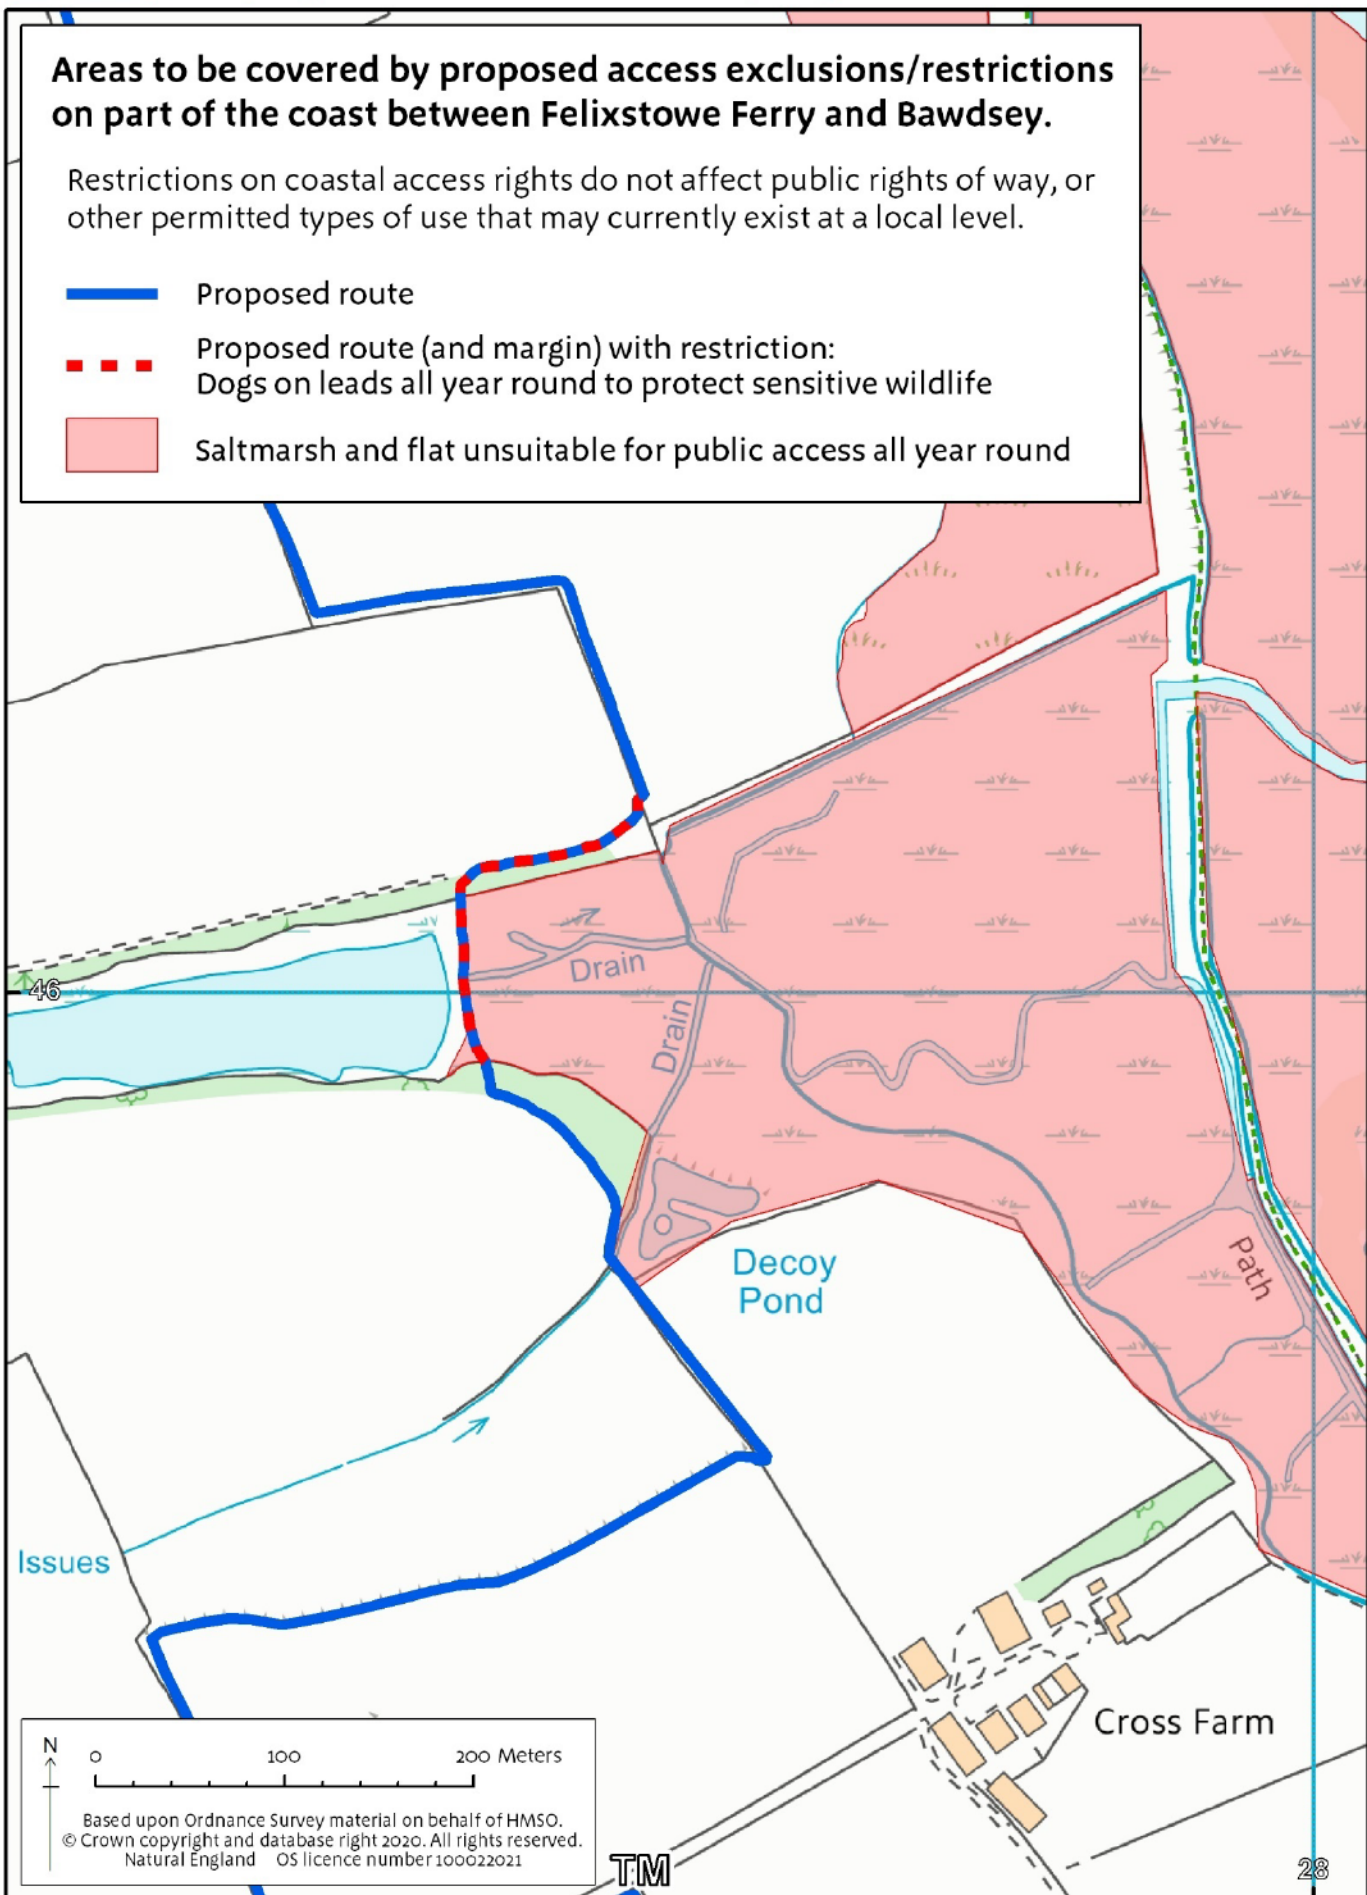 Areas to be covered by proposed access exclusions/restrictions
on part of the coast between Felixstowe Ferry and Bawdsey.
Restrictions on coastal access rights do not affect public rights of way, or
other permitted types of use that may currently exist at a local level.
Proposed route
Proposed route (and margin) with restriction:
Dogs on leads all year round to protect sensitive wildlife
Saltmarsh and flat unsuitable for public access all year round
Drain
46
Drain
Decoy
Pond
Path
Issues
Cross Farm
N
0 100 200 Meters
Based upon Ordnance Survey material on behalf of HMSO.
© Crown copyright and database right 2020. All rights reserved.
Natural England OS licence number 100022021
TM
28